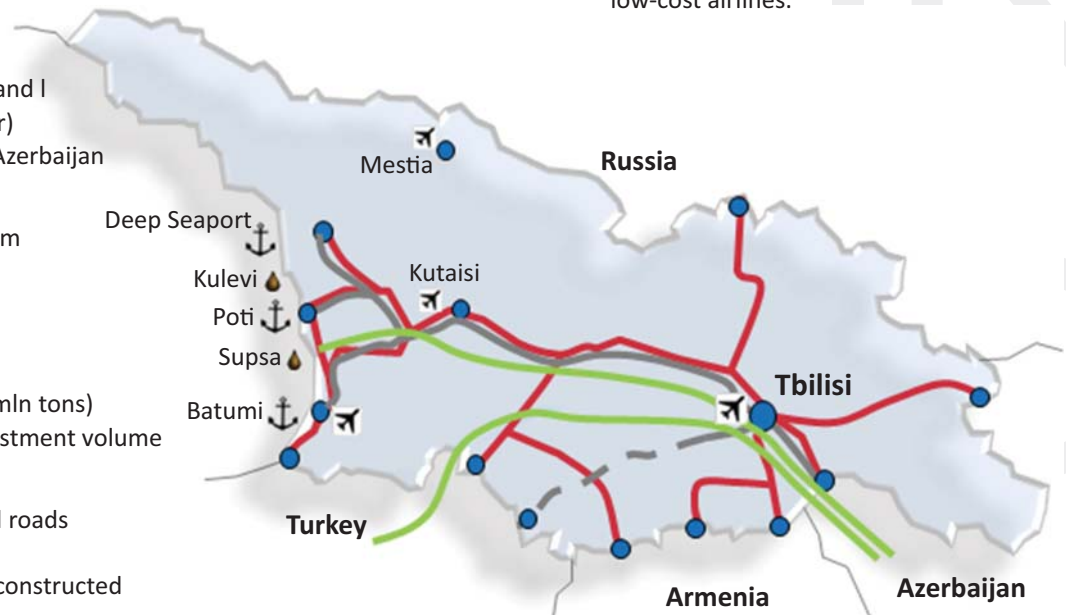 low-cost airlines.
and l
r)
Azerbaijan
m
mln tons)
estment volume
l roads
constructed
Mestia
Russia
Deep Seaport
Kulevi
Kutaisi
Poti
Supsa
Tbilisi
Batumi
Turkey
Armenia
Azerbaijan